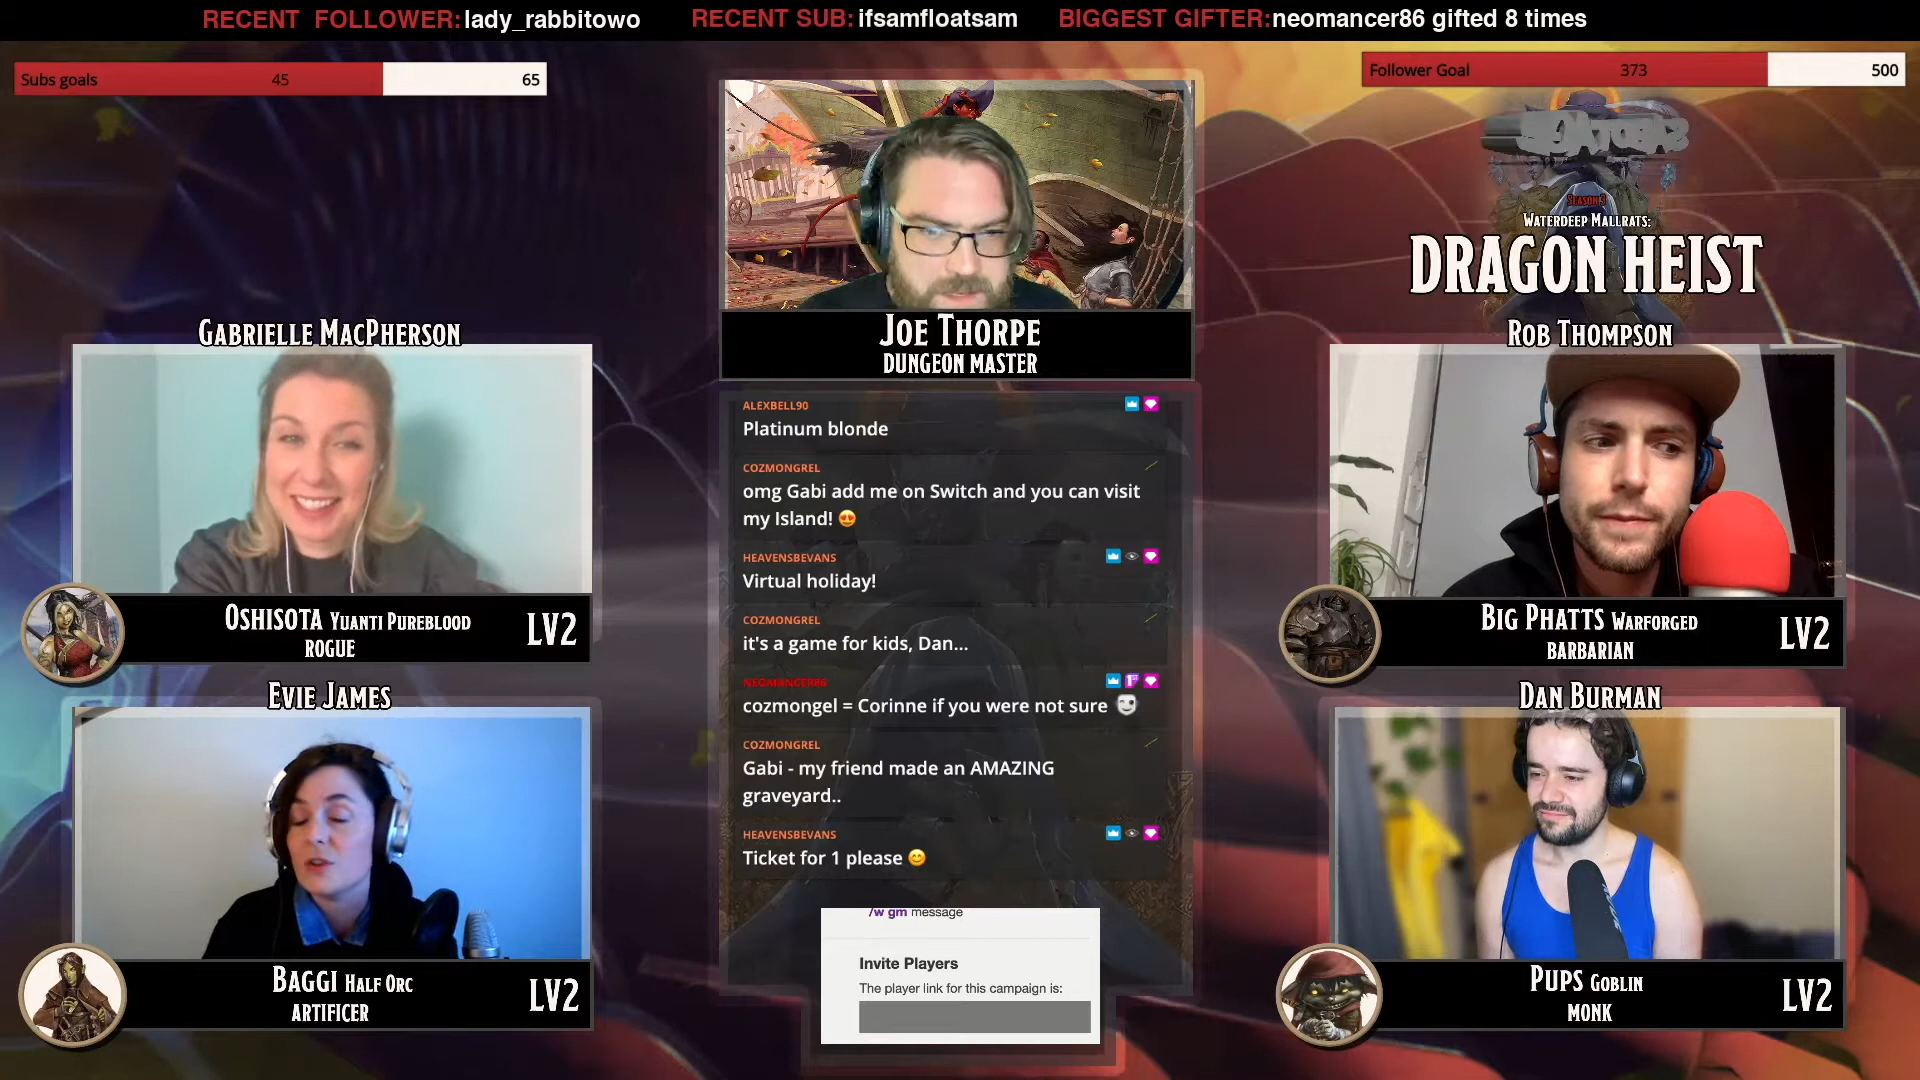 RECENT FOLLOWER: lady_rabbitowo
RECENT SUB: ifsamfloatsam
BIGGEST GIFTER: neomancer86 gifted 8 times
Subs goals 45 65
Follower Goal 373 500
WATERDEEP MALLRATS:
DRAGON HEIST
JOE THORPE
DUNGEON MASTER
GABRIELLE MACPHERSON
OSHISOTA YUANTI PUREBLOOD
ROGUE
LV2
EVIE JAMES
BAGGI HALF ORC
ARTIFICER
LV2
ALEXBELL90
Platinum blonde
COZMONGREL
omg Gabi add me on Switch and you can visit
my Island! 😍
HEAVENSBEVANS
Virtual holiday!
COZMONGREL
it's a game for kids, Dan...
NEOMANCER86
cozmongel = Corinne if you were not sure
COZMONGREL
Gabi - my friend made an AMAZING
graveyard..
HEAVENSBEVANS
Ticket for 1 please 😊
/w gm message
Invite Players
The player link for this campaign is:
ROB THOMPSON
BIG PHATTS WARFORGED
BARBARIAN
LV2
DAN BURMAN
PUPS GOBLIN
MONK
LV2